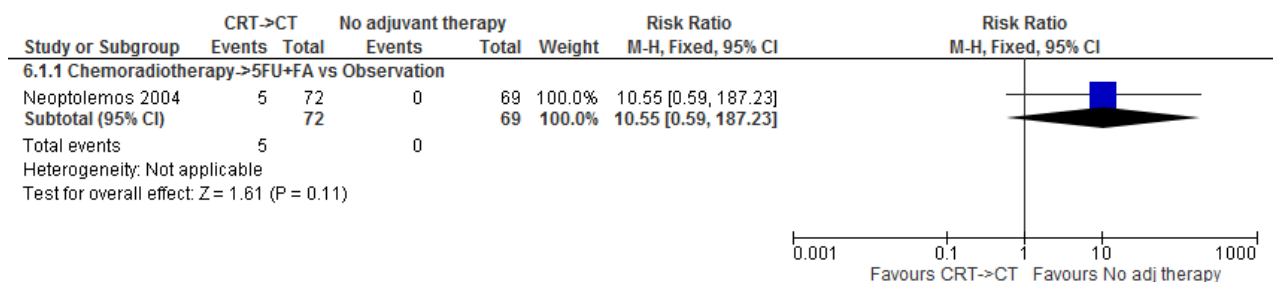 CRT->CT No adjuvant therapy Risk Ratio Risk Ratio
Study or Subgroup Events Total Events Total Weight M-H, Fixed, 95% CI M-H, Fixed, 95% CI
6.1.1 Chemoradiotherapy->5FU+FA vs Observation
Neoptolemos 2004 5 72 0 69 100.0% 10.55 [0.59, 187.23]
Subtotal (95% CI) 72 69 100.0% 10.55 [0.59, 187.23]
Total events 5 0
Heterogeneity: Not applicable
Test for overall effect: Z = 1.61 (P = 0.11)
0.001 0.1 1 10 1000
Favours CRT->CT Favours No adj therapy